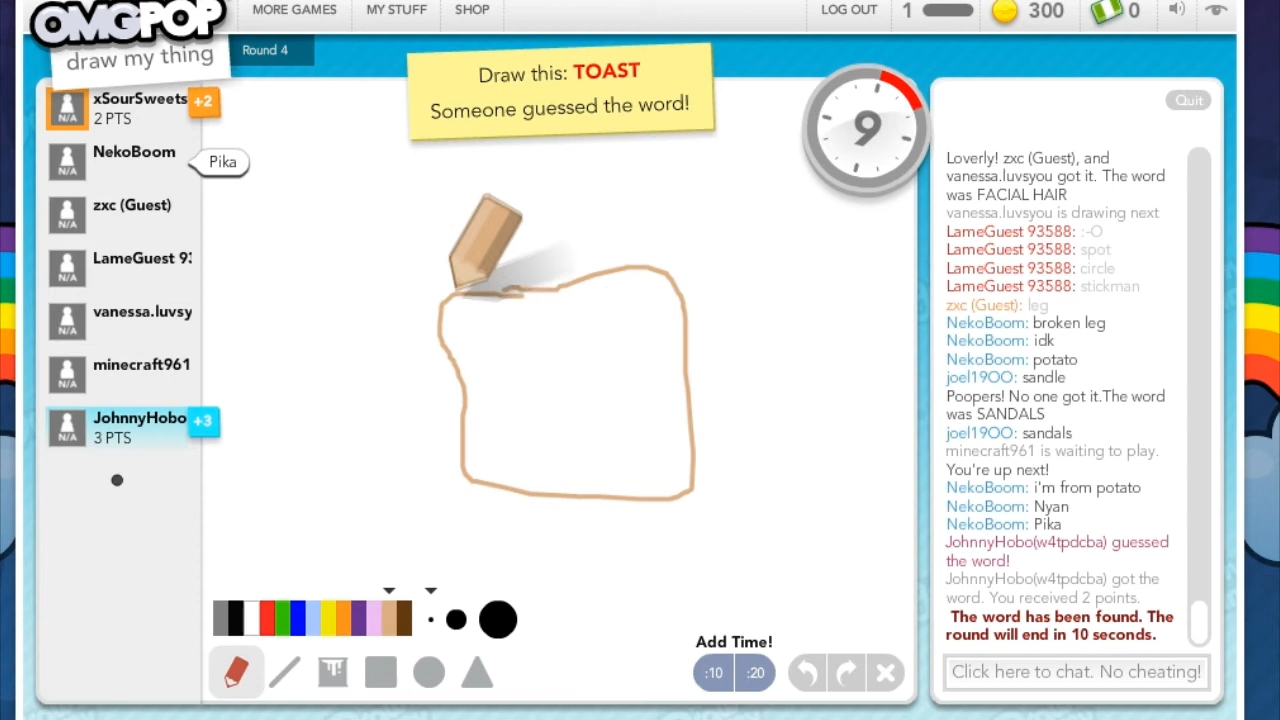 OMGPOP
draw my thing
MORE GAMES
MY STUFF
SHOP
LOG OUT
1
300
0
Round 4
Draw this: TOAST
Someone guessed the word!
9
xSourSweets
+2
N/A
2 PTS
NekoBoom
N/A
Pika
zxc (Guest)
N/A
LameGuest 93
N/A
vanessa.luvsy
N/A
minecraft961
N/A
JohnnyHobo
+3
N/A
3 PTS
Add Time!
:10
:20
Quit
Loverly! zxc (Guest), and
vanessa.luvsyou got it. The word
was FACIAL HAIR
vanessa.luvsyou is drawing next
LameGuest 93588: :-O
LameGuest 93588: spot
LameGuest 93588: circle
LameGuest 93588: stickman
zxc (Guest): leg
NekoBoom: broken leg
NekoBoom: idk
NekoBoom: potato
joel19OO: sandle
Poopers! No one got it.The word
was SANDALS
joel19OO: sandals
minecraft961 is waiting to play.
You're up next!
NekoBoom: i'm from potato
NekoBoom: Nyan
NekoBoom: Pika
JohnnyHobo(w4tpdcba) guessed
the word!
JohnnyHobo(w4tpdcba) got the
word. You received 2 points.
The word has been found. The
round will end in 10 seconds.
Click here to chat. No cheating!